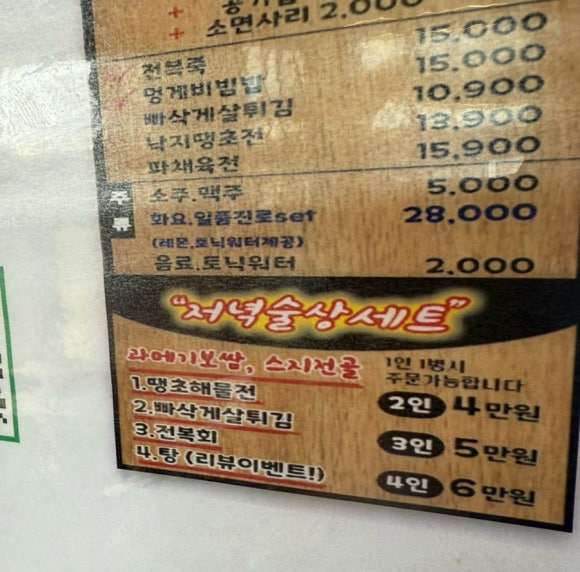 + 공기밥
+ 소면사리 2.000
15.000
전복죽 15.000
멍게비빔밥 10,900
빠삭게살튀김 13,900
낙지땡초전 15,900
파채육전
주류
소주.맥주 5.000
화요.일품진로set 28.000
(레몬.토닉워터제공)
음료.토닉워터 2.000
"저녁술상세트"
과메기보쌈, 스지전골
1인 1병시
주문가능합니다
1.땡초해물전
2.빠삭게살튀김
3.전복회
4.탕 (리뷰이벤트!)
2인 4만원
3인 5만원
4인 6만원